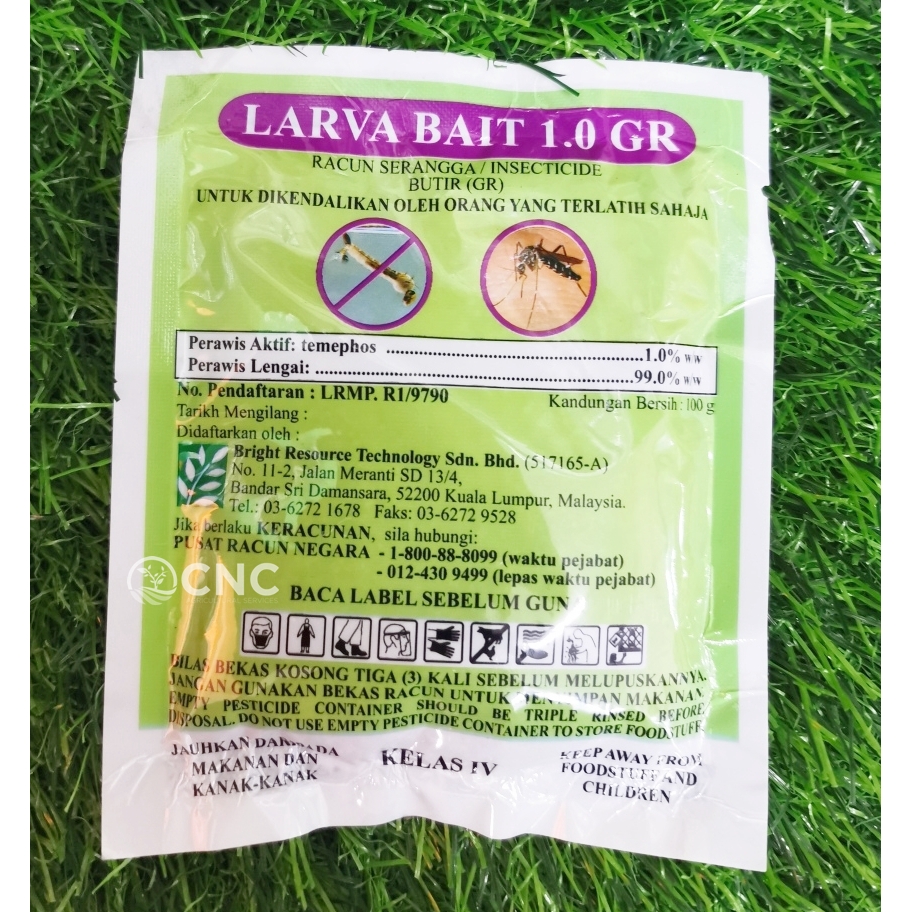 LARVA BAIT 1.0 GR
RACUN SERANGGA / INSECTICIDE
BUTIR (GR)
UNTUK DIKENDALIKAN OLEH ORANG YANG TERLATIH SAHAJA
Perawis Aktif: temephos ......................................................1.0% w/w
Perawis Lengai: ..................................................................99.0% w/w
No. Pendaftaran : LRMP. R1/9790
Kandungan Bersih : 100 g
Tarikh Mengilang :
Didaftarkan oleh :
Bright Resource Technology Sdn. Bhd. (517165-A)
No. 11-2, Jalan Meranti SD 13/4,
Bandar Sri Damansara, 52200 Kuala Lumpur, Malaysia.
Tel.: 03-6272 1678 Faks: 03-6272 9528
Jika berlaku KERACUNAN, sila hubungi:
PUSAT RACUN NEGARA - 1-800-88-8099 (waktu pejabat)
- 012-430 9499 (lepas waktu pejabat)
CNC
BACA LABEL SEBELUM GUN
BILAS BEKAS KOSONG TIGA (3) KALI SEBELUM MELUPUSKANNYA.
JANGAN GUNAKAN BEKAS RACUN UNTUK MENYIMPAN MAKANAN.
EMPTY PESTICIDE CONTAINER SHOULD BE TRIPLE RINSED BEFORE
DISPOSAL. DO NOT USE EMPTY PESTICIDE CONTAINER TO STORE FOODSTUFF.
JAUHKAN DARIPADA
MAKANAN DAN
KANAK-KANAK
KELAS IV
KEEP AWAY FROM
FOODSTUFF AND
CHILDREN